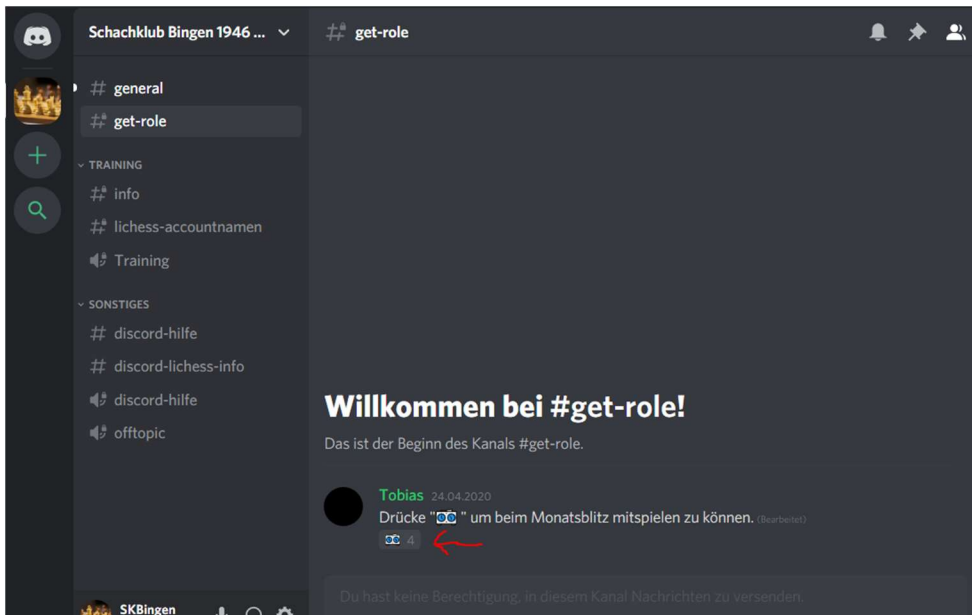 Schachklub Bingen 1946 ...
get-role
general
get-role
TRAINING
info
lichess-accountnamen
Training
SONSTIGES
discord-hilfe
discord-lichess-info
discord-hilfe
offtopic
Willkommen bei #get-role!
Das ist der Beginn des Kanals #get-role.
Tobias 24.04.2020
Drücke "" um beim Monatsblitz mitspielen zu können. (Bearbeitet)
4
Du hast keine Berechtigung, in diesem Kanal Nachrichten zu versenden.
SKBingen